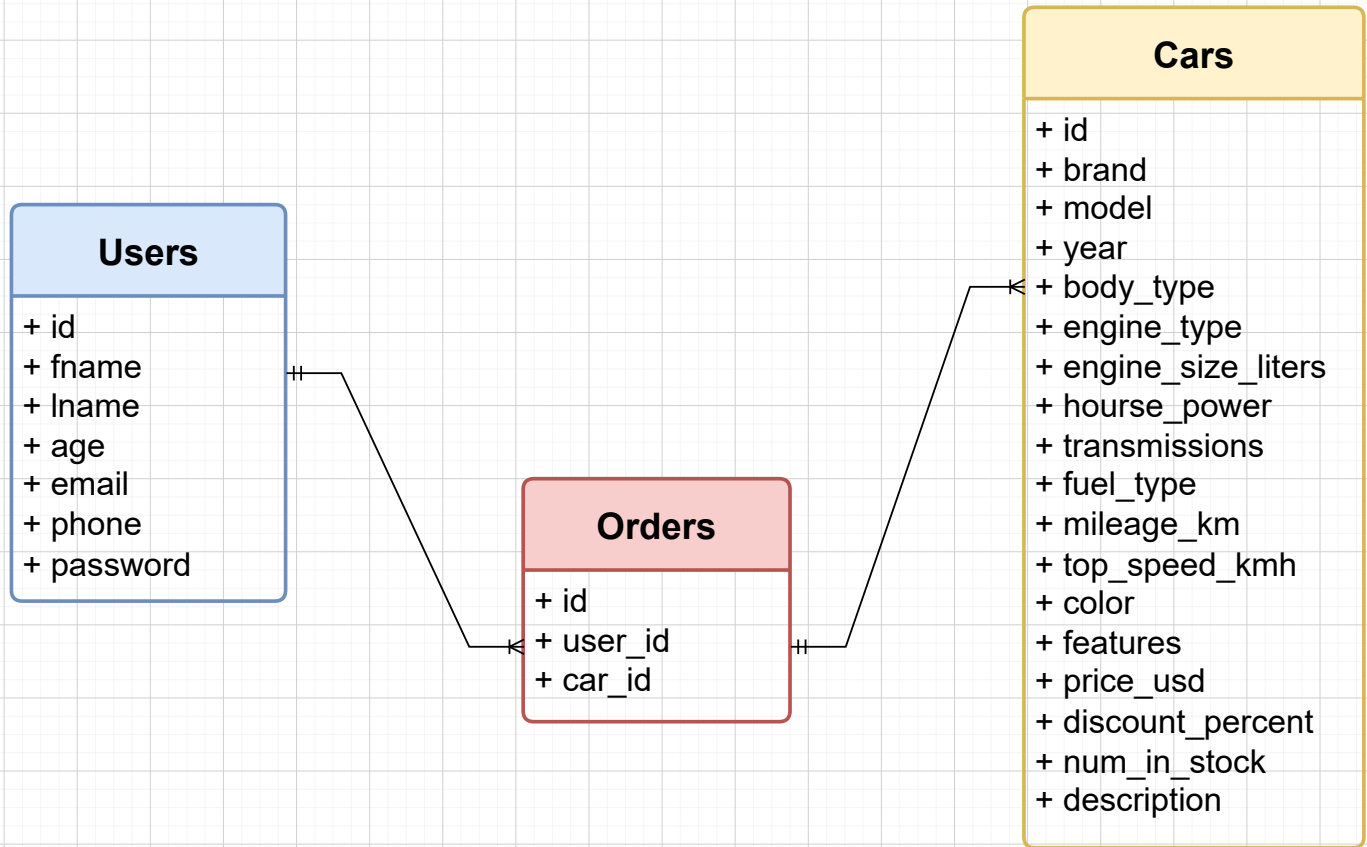 Users
+ id
+ fname
+ lname
+ age
+ email
+ phone
+ password
Orders
+ id
+ user_id
+ car_id
Cars
+ id
+ brand
+ model
+ year
+ body_type
+ engine_type
+ engine_size_liters
+ hourse_power
+ transmissions
+ fuel_type
+ mileage_km
+ top_speed_kmh
+ color
+ features
+ price_usd
+ discount_percent
+ num_in_stock
+ description